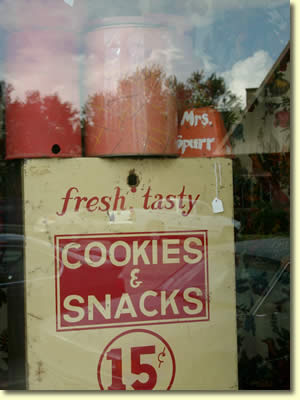 Mrs.
Spurr
fresh tasty
COOKIES
&
SNACKS
15¢